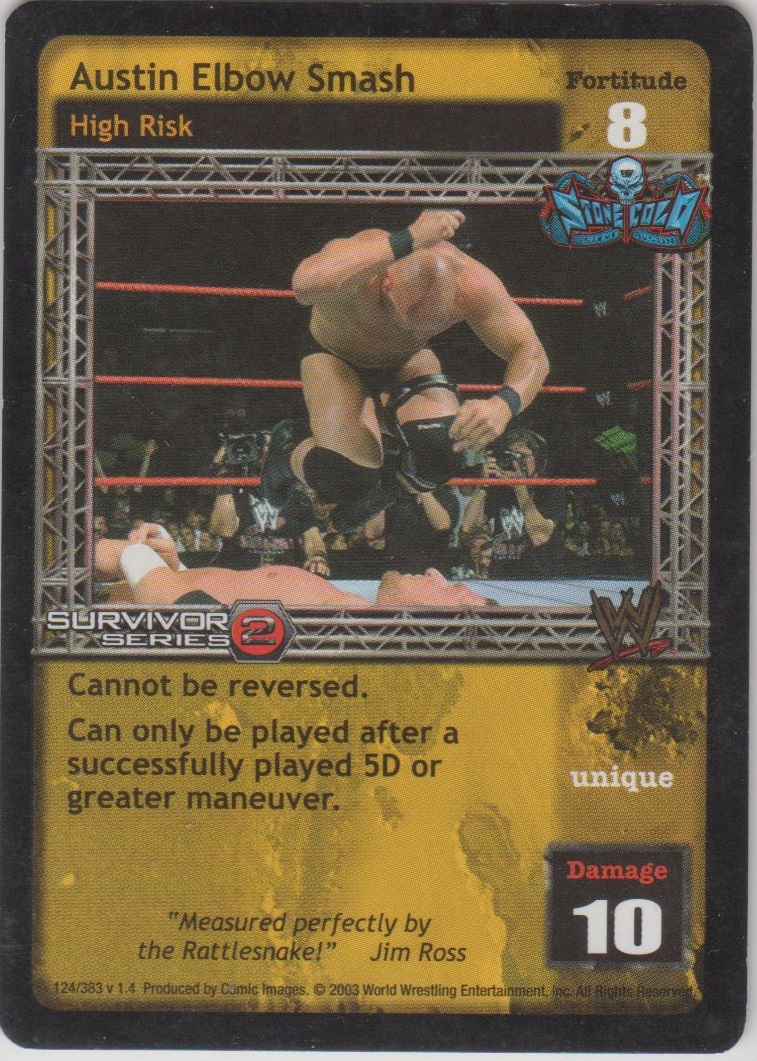 Austin Elbow Smash
Fortitude
High Risk
8
STONE COLD
STEVE AUSTIN
SURVIVOR
SERIES 2
Cannot be reversed.
Can only be played after a
successfully played 5D or
greater maneuver.
unique
Damage
10
"Measured perfectly by
the Rattlesnake!" Jim Ross
124/383 v 1.4 Produced by Comic Images. © 2003 World Wrestling Entertainment, Inc. All Rights Reserved.